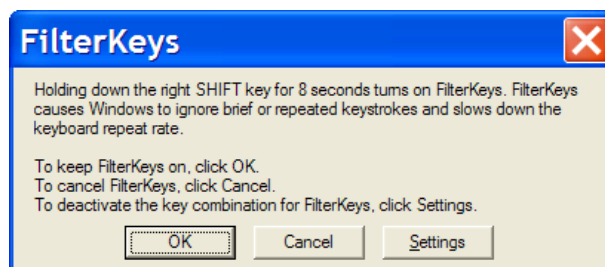 FilterKeys
Holding down the right SHIFT key for 8 seconds turns on FilterKeys. FilterKeys
causes Windows to ignore brief or repeated keystrokes and slows down the
keyboard repeat rate.
To keep FilterKeys on, click OK.
To cancel FilterKeys, click Cancel.
To deactivate the key combination for FilterKeys, click Settings.
OK Cancel Settings